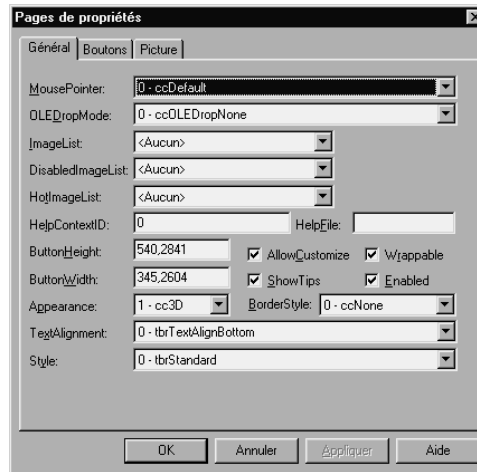 Pages de propriétés
Général Boutons Picture
MousePointer: 0 - ccDefault
OLEDropMode: 0 - ccOLEDropNone
ImageList: <Aucun>
DisabledImageList: <Aucun>
HotImageList: <Aucun>
HelpContextID: 0 HelpFile:
ButtonHeight: 540,2841 AllowCustomize Wrappable
ButtonWidth: 345,2604 ShowTips Enabled
Appearance: 1 - cc3D BorderStyle: 0 - ccNone
TextAlignment: 0 - tbrTextAlignBottom
Style: 0 - tbrStandard
OK Annuler Appliquer Aide